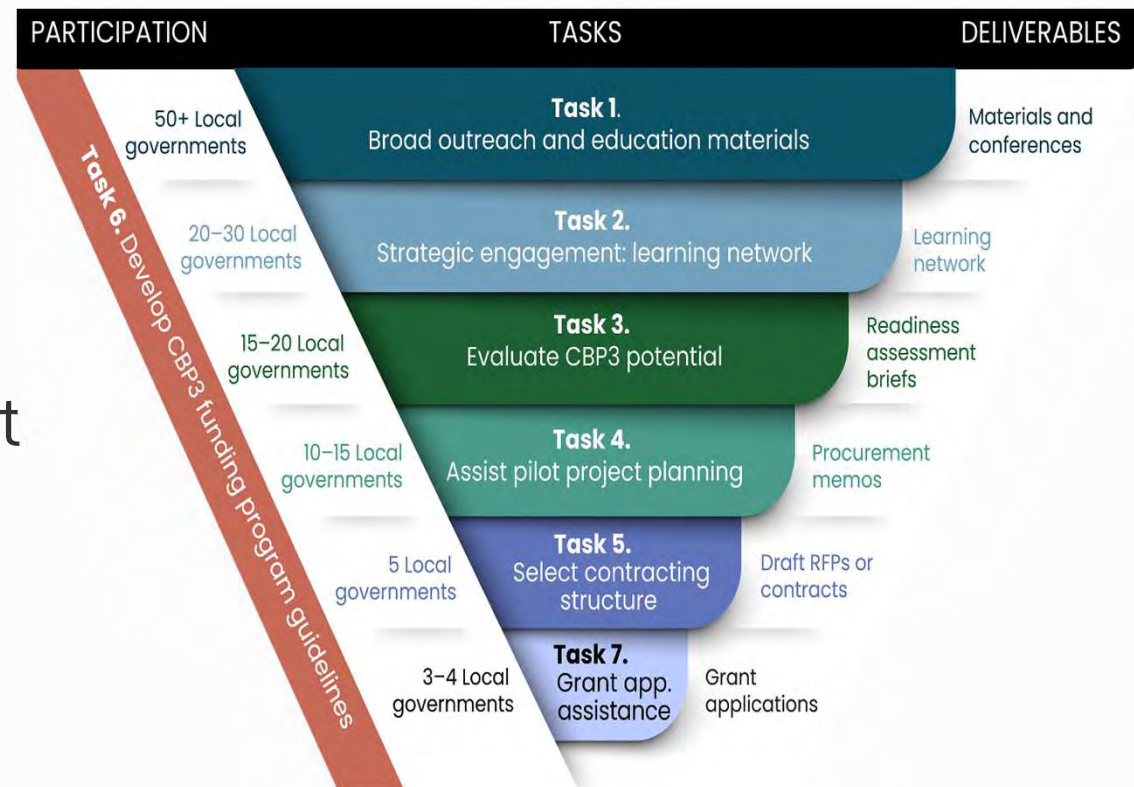 PARTICIPATION TASKS DELIVERABLES
50+ Local
governments
Task 1.
Broad outreach and education materials
Materials and
conferences
20–30 Local
governments
Task 2.
Strategic engagement: learning network
Learning
network
15–20 Local
governments
Task 3.
Evaluate CBP3 potential
Readiness
assessment
briefs
10–15 Local
governments
Task 4.
Assist pilot project planning
Procurement
memos
5 Local
governments
Task 5.
Select contracting
structure
Draft RFPs or
contracts
3–4 Local
governments
Task 7.
Grant app.
assistance
Grant
applications
Task 6. Develop CBP3 funding program guidelines
t